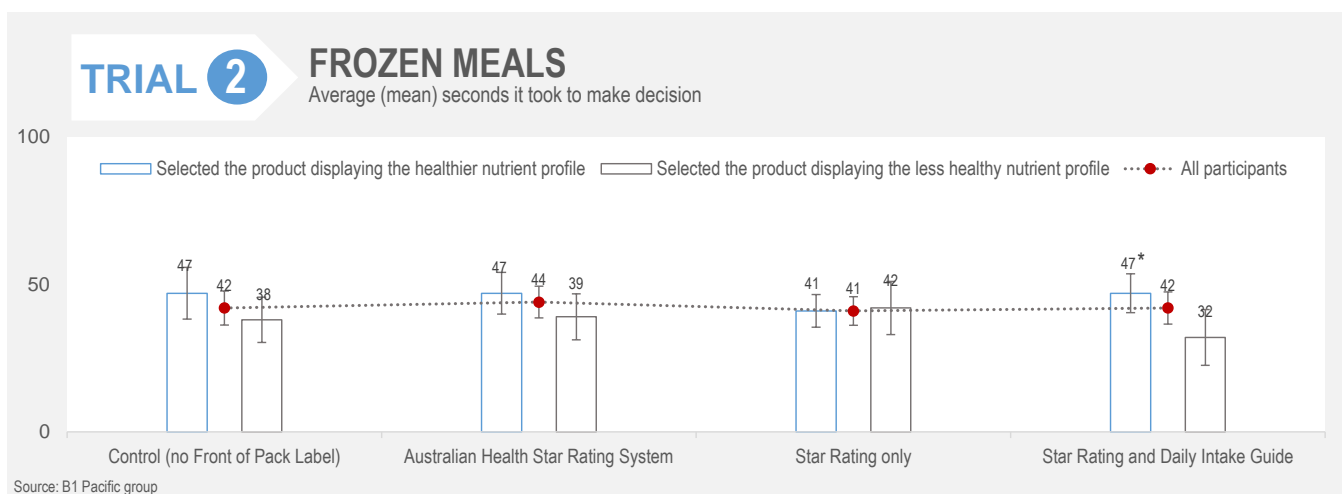 TRIAL 2
FROZEN MEALS
Average (mean) seconds it took to make decision
100
Selected the product displaying the healthier nutrient profile
Selected the product displaying the less healthy nutrient profile
All participants
50
47
42
38
47
44
39
41
41
42
47*
42
32
0
Control (no Front of Pack Label)
Australian Health Star Rating System
Star Rating only
Star Rating and Daily Intake Guide
Source: B1 Pacific group